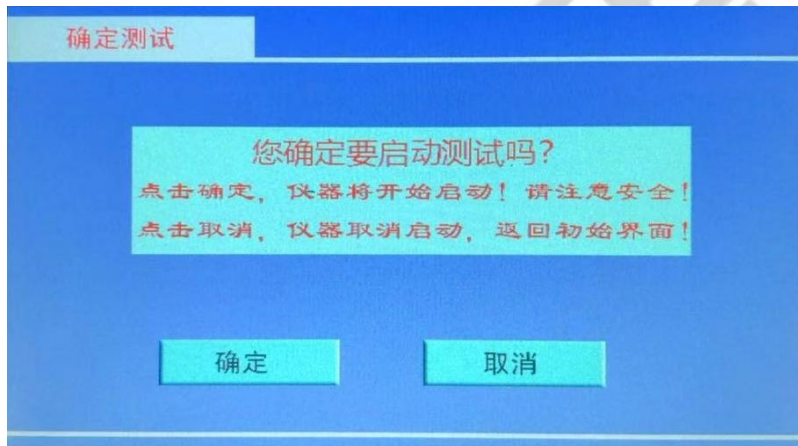 确定测试
您确定要启动测试吗？
点击确定，仪器将开始启动！请注意安全！
点击取消，仪器取消启动，返回初始界面！
确定
取消